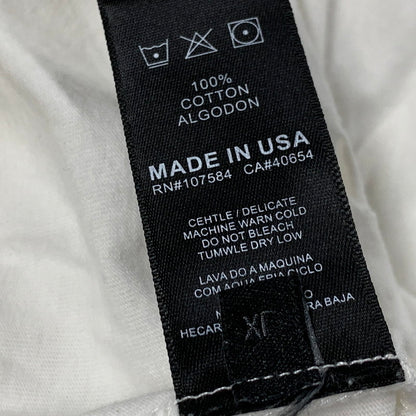 100%
COTTON
ALGODON
MADE IN USA
RN#107584 CA#40654
CEHTLE / DELICATE
MACHINE WARN COLD
DO NOT BLEACH
TUMWLE DRY LOW
LAVA DO A MAQUINA
COM AQUA FRIA CICLO
HECAR RA BAJA
XL